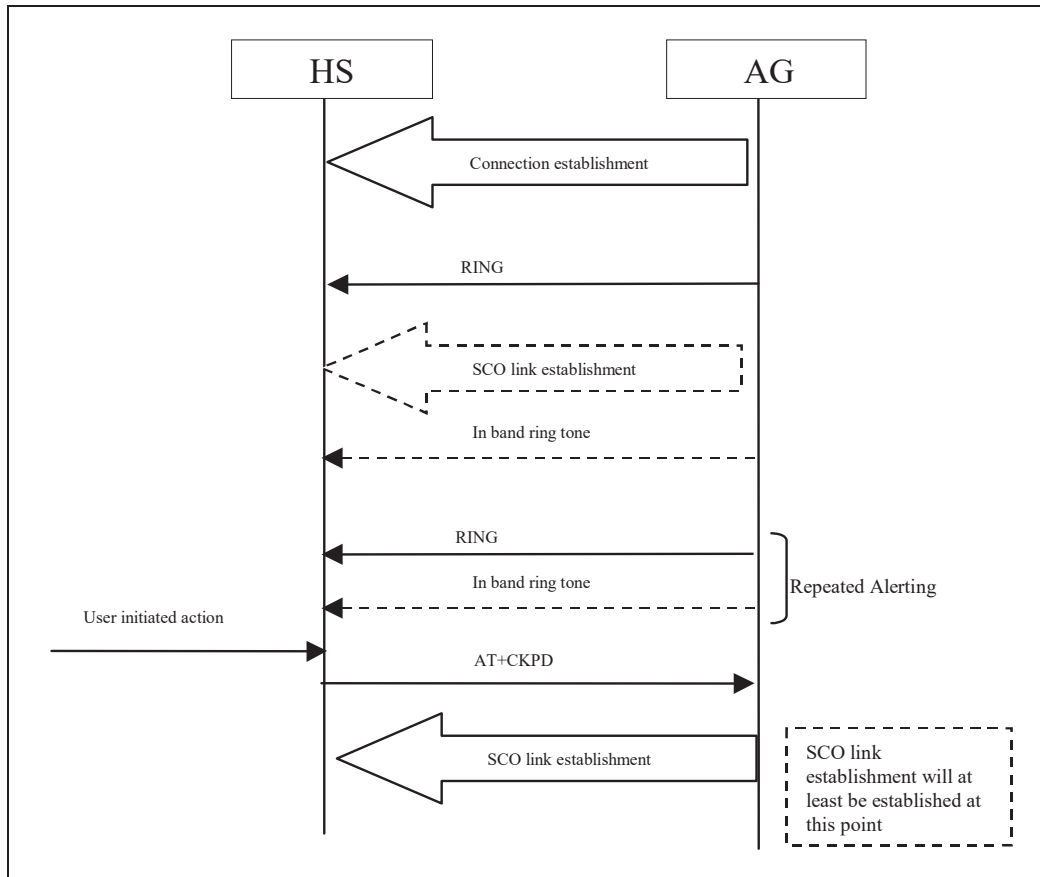 HS
AG
Connection establishment
RING
SCO link establishment
In band ring tone
RING
In band ring tone
Repeated Alerting
User initiated action
AT+CKPD
SCO link establishment
SCO link
establishment will at
least be established at
this point